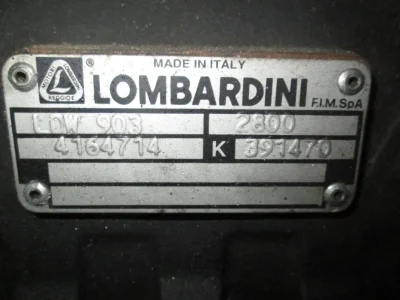 MADE IN ITALY
® LOMBARDINI F.I.M. SpA
LDW 903 2800
4164714 K 391470